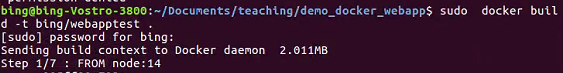 bing@bing-Vostro-3800:~/Documents/teaching/demo_docker_webapp$ sudo  docker buil
d -t bing/webapptest .
[sudo] password for bing:
Sending build context to Docker daemon  2.011MB
Step 1/7 : FROM node:14